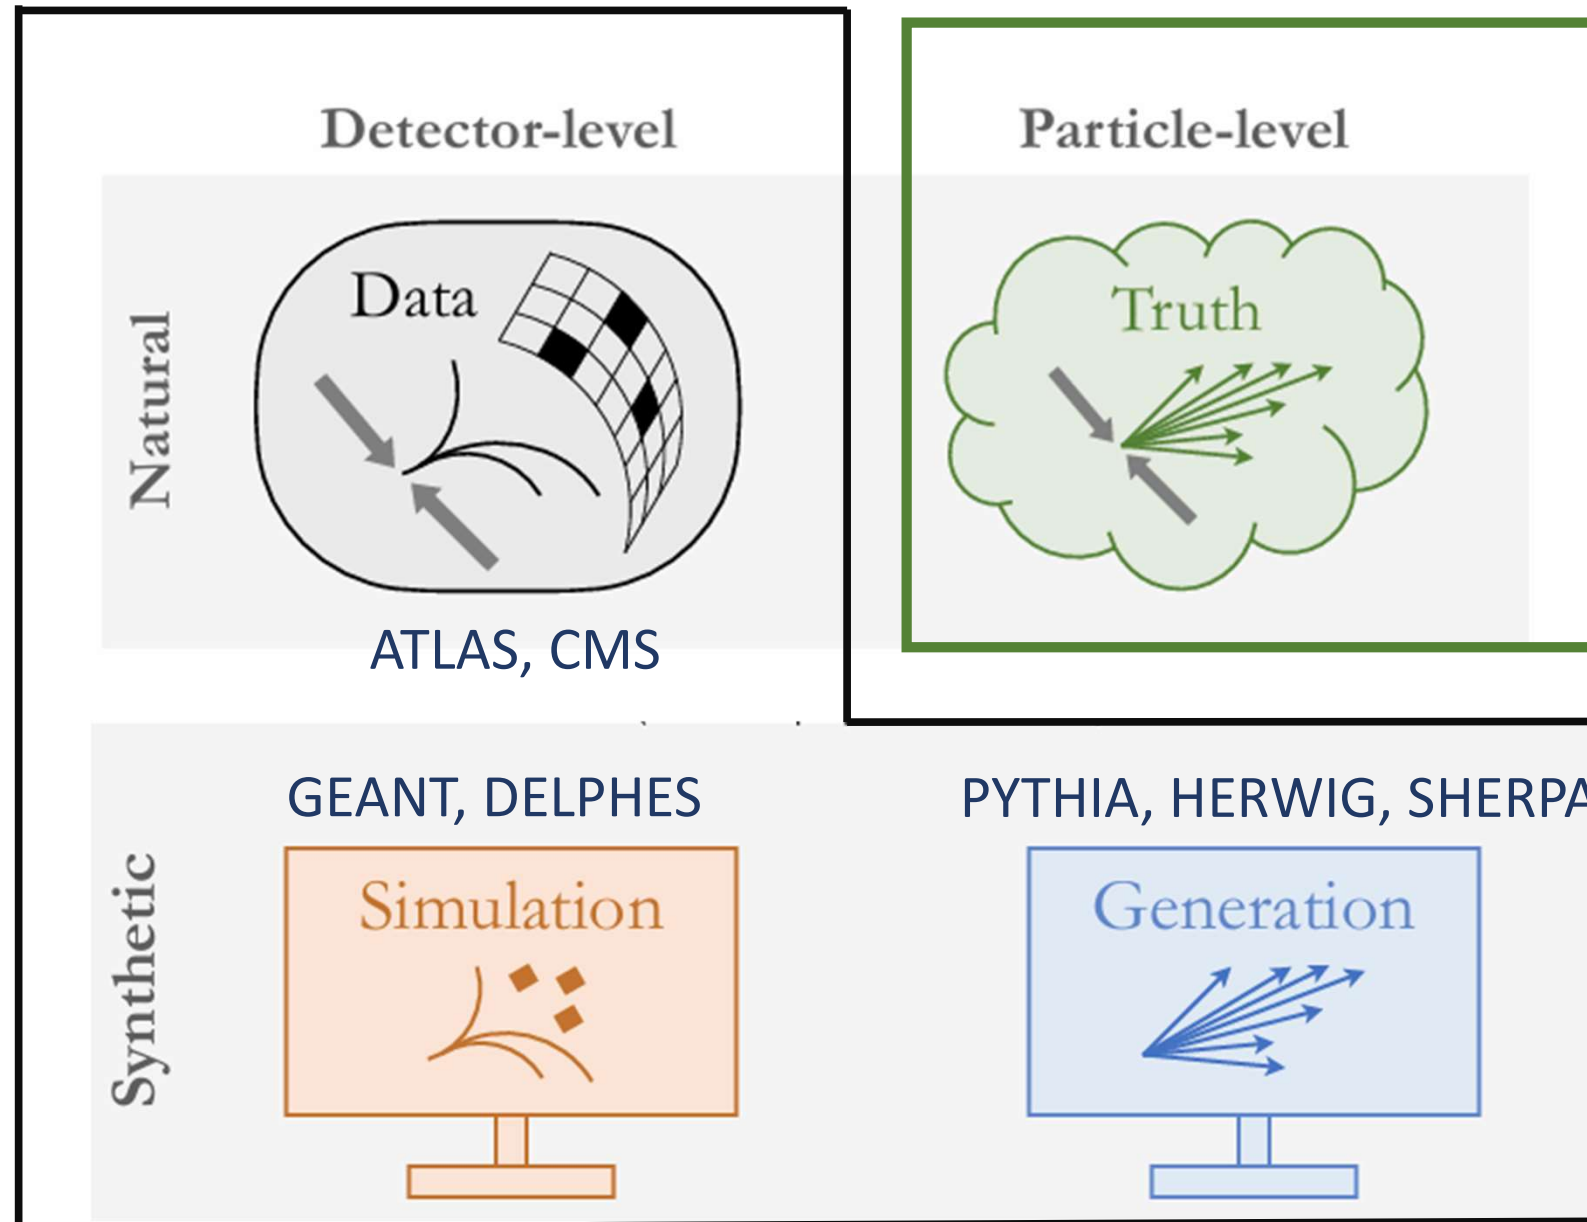 Detector-level
Particle-level
Natural
Data
Truth
ATLAS, CMS
GEANT, DELPHES
PYTHIA, HERWIG, SHERPA
Synthetic
Simulation
Generation